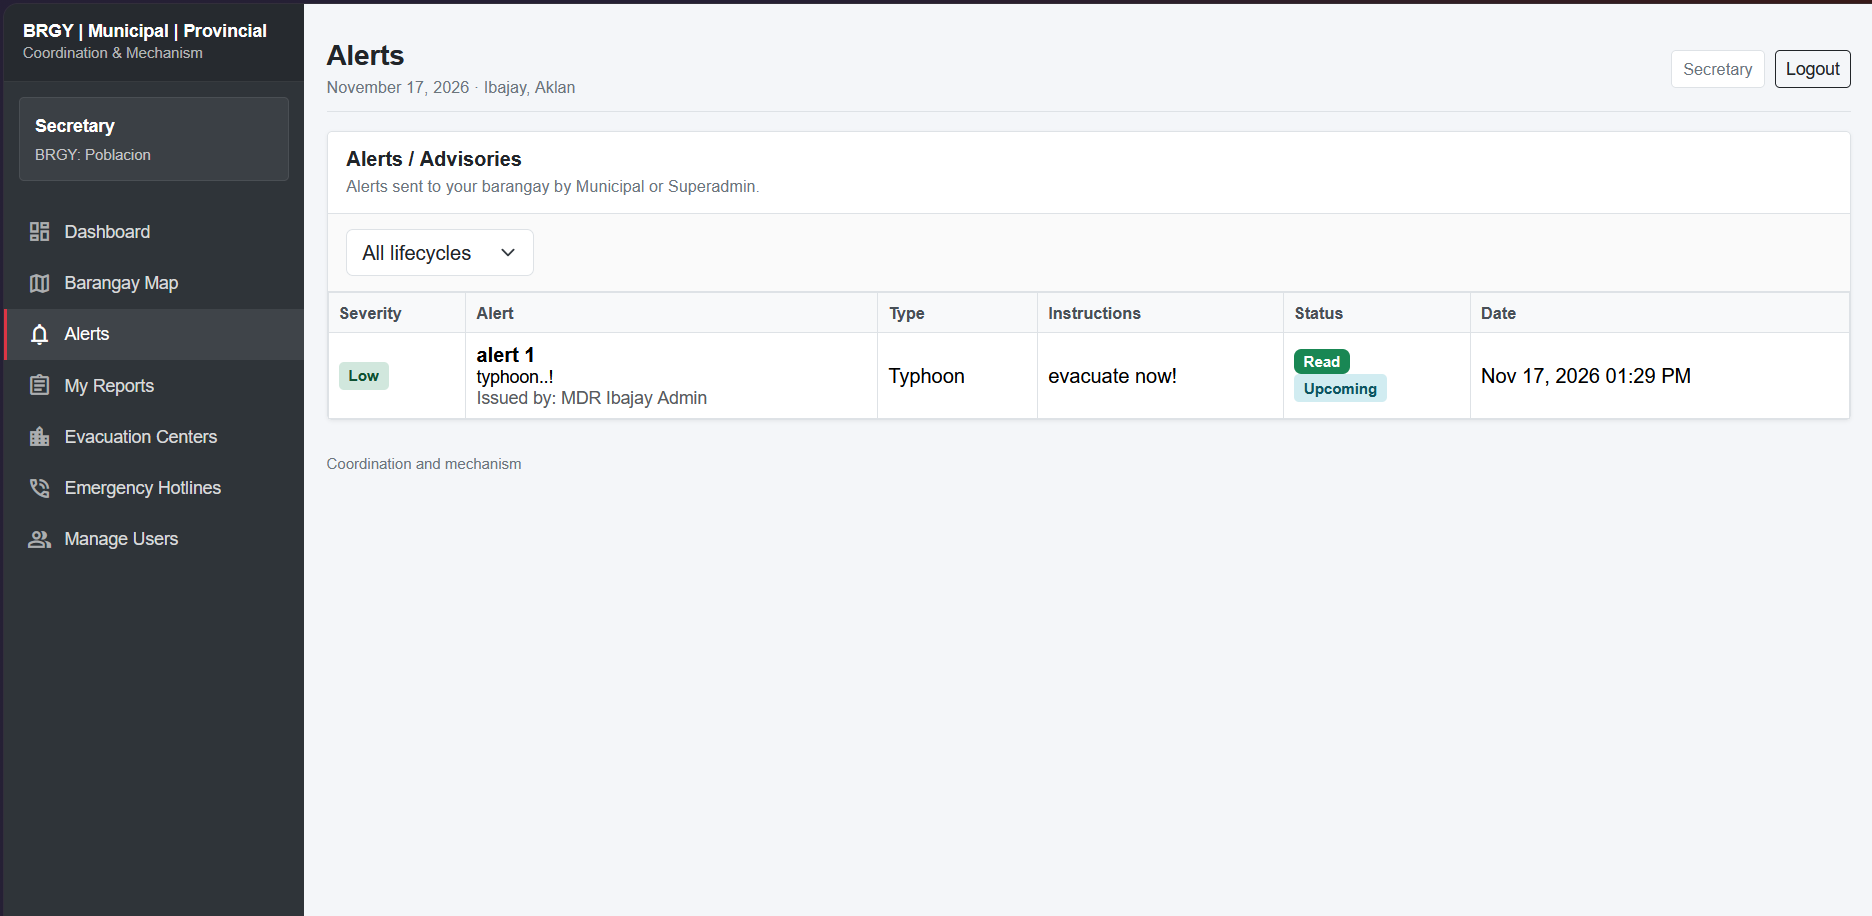 BRGY | Municipal | Provincial
Coordination & Mechanism
Secretary
BRGY: Poblacion
Dashboard
Barangay Map
Alerts
My Reports
Evacuation Centers
Emergency Hotlines
Manage Users
Alerts
November 17, 2026 · Ibajay, Aklan
Secretary
Logout
Alerts / Advisories
Alerts sent to your barangay by Municipal or Superadmin.
All lifecycles
Severity Alert Type Instructions Status Date
Low
alert 1
typhoon..!
Issued by: MDR Ibajay Admin
Typhoon
evacuate now!
Read
Upcoming
Nov 17, 2026 01:29 PM
Coordination and mechanism